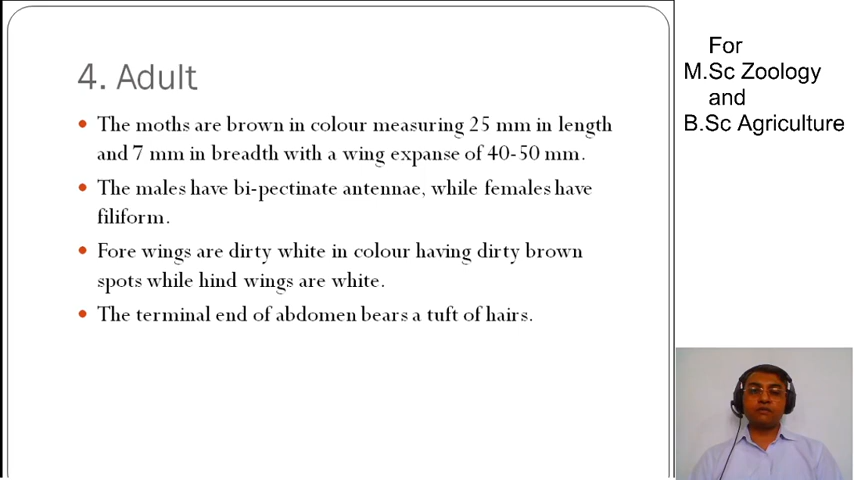 4. Adult
The moths are brown in colour measuring 25 mm in length
and 7 mm in breadth with a wing expanse of 40-50 mm.
The males have bi-pectinate antennae, while females have
filiform.
Fore wings are dirty white in colour having dirty brown
spots while hind wings are white.
The terminal end of abdomen bears a tuft of hairs.
For
M.Sc Zoology
and
B.Sc Agriculture